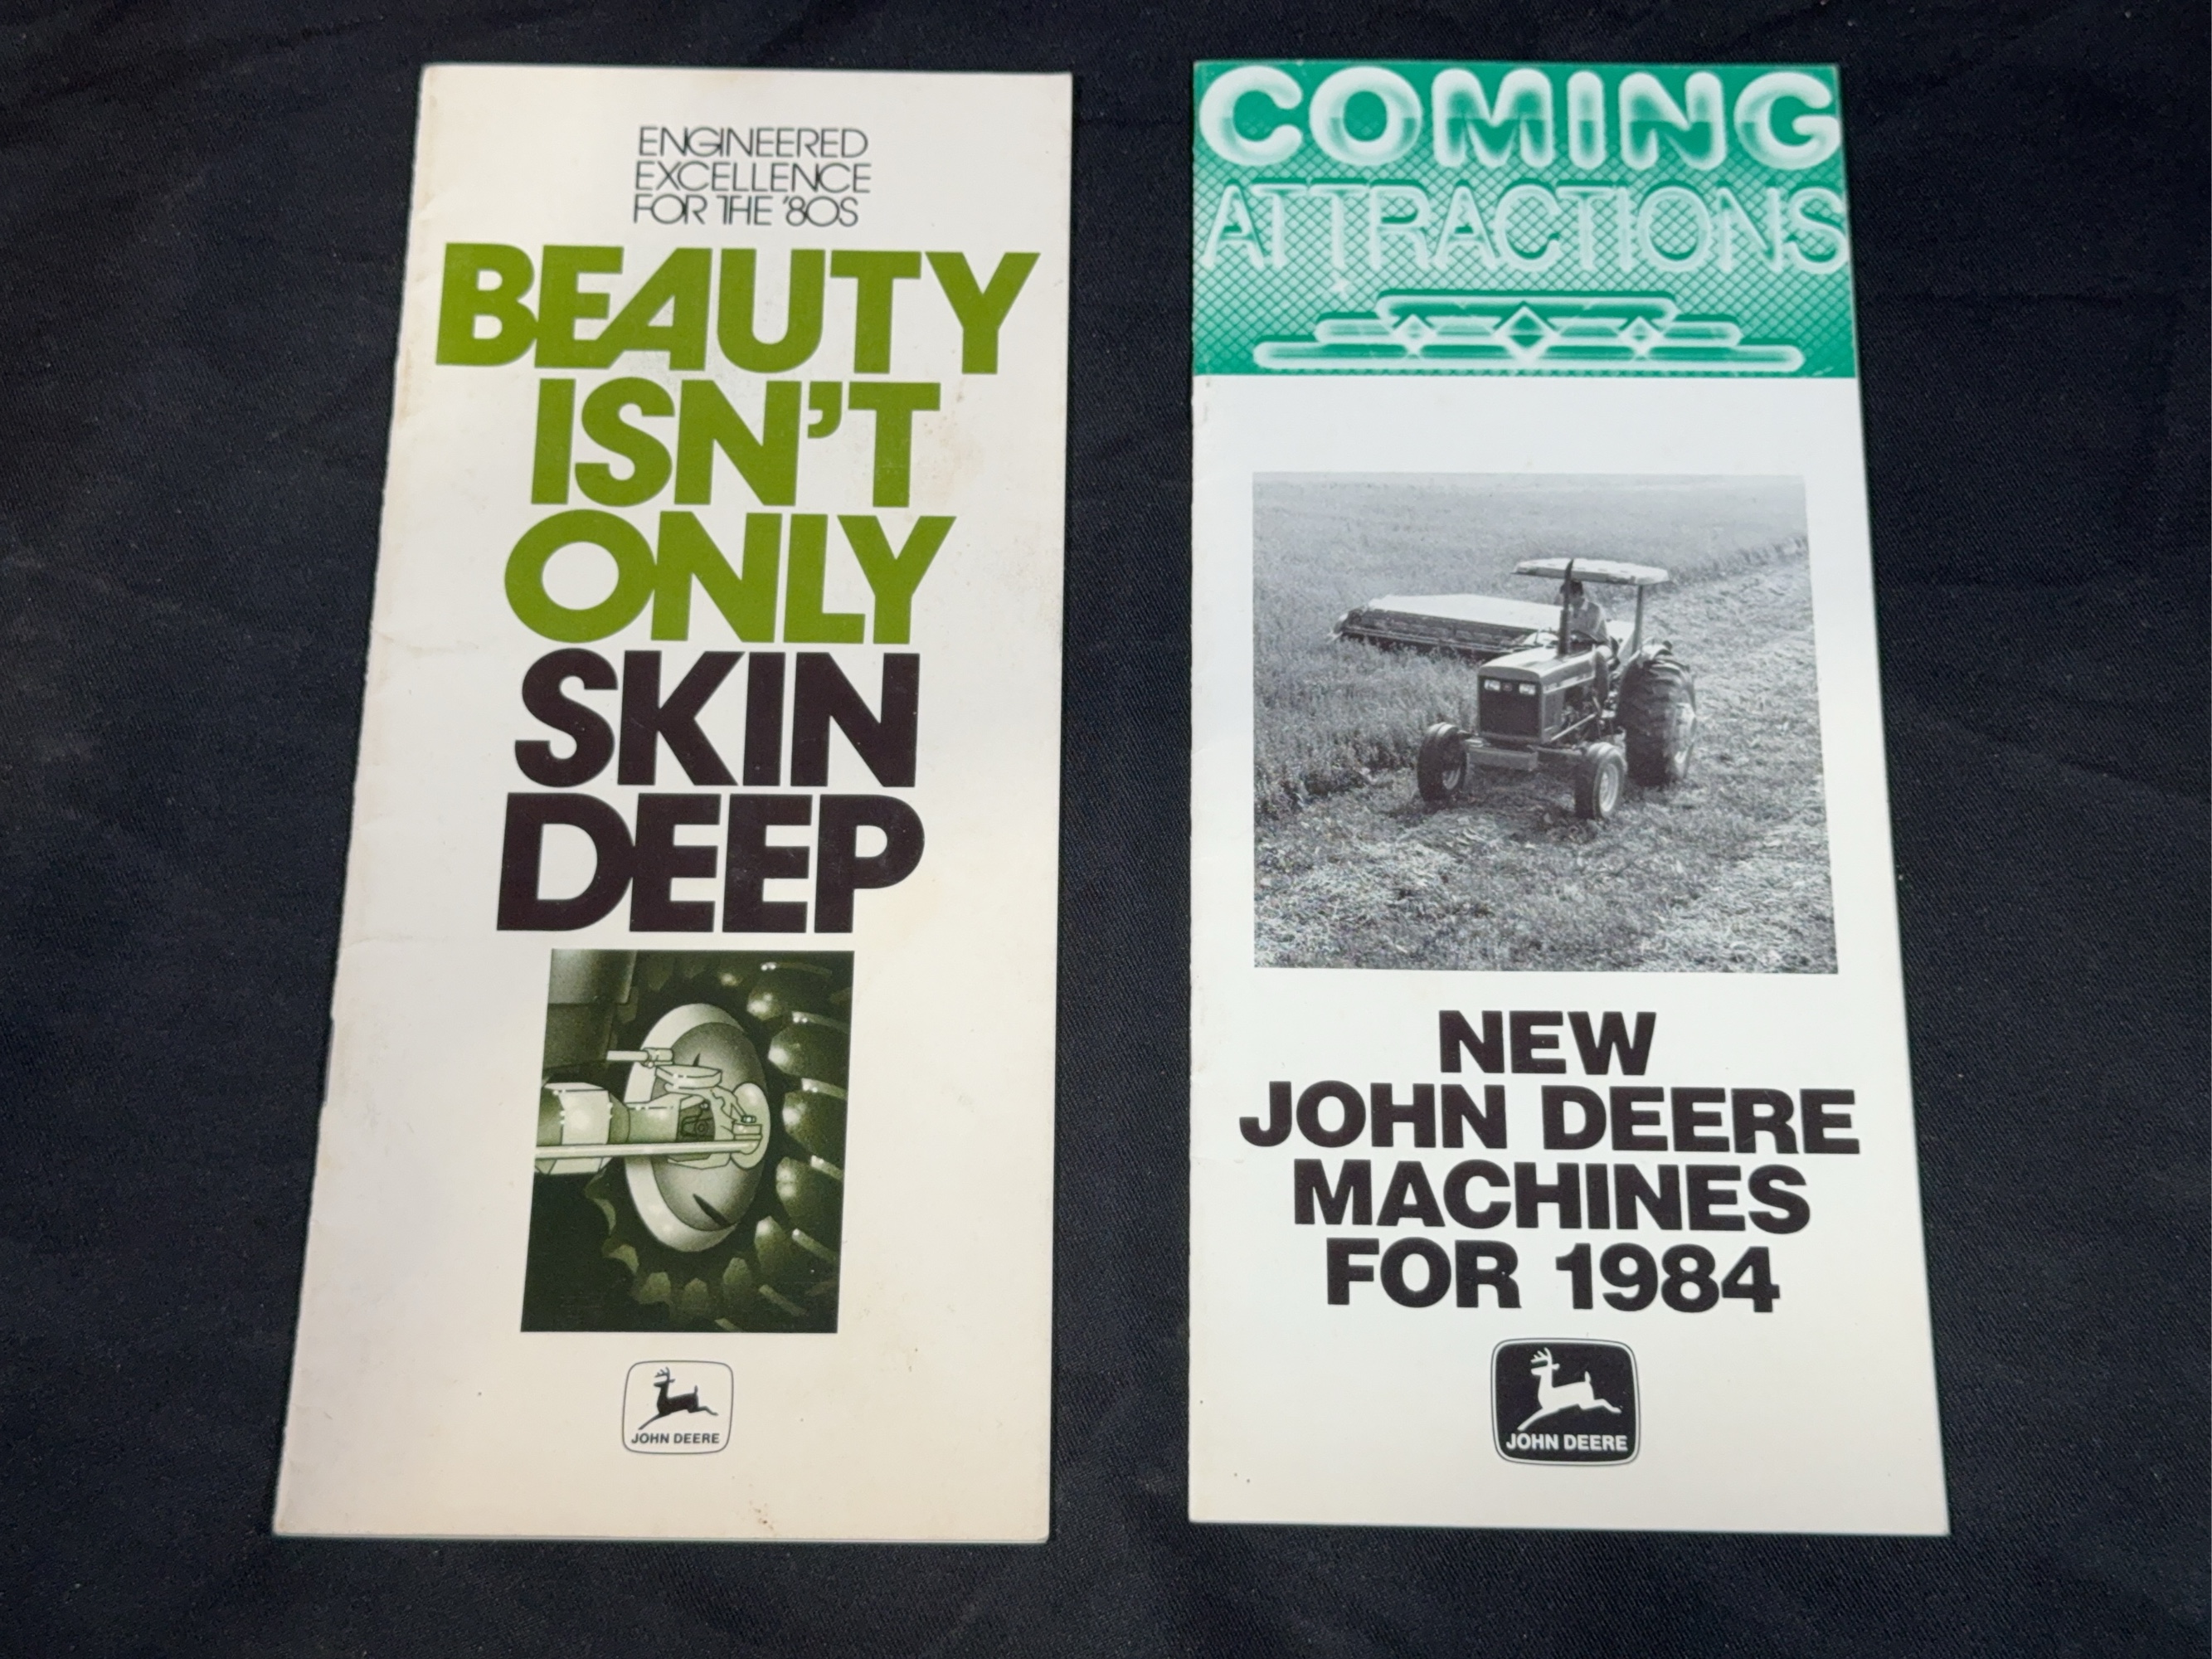 ENGINEERED
EXCELLENCE
FOR THE '80S
BEAUTY
ISN'T
ONLY
SKIN
DEEP
JOHN DEERE
COMING
ATTRACTIONS
NEW
JOHN DEERE
MACHINES
FOR 1984
JOHN DEERE